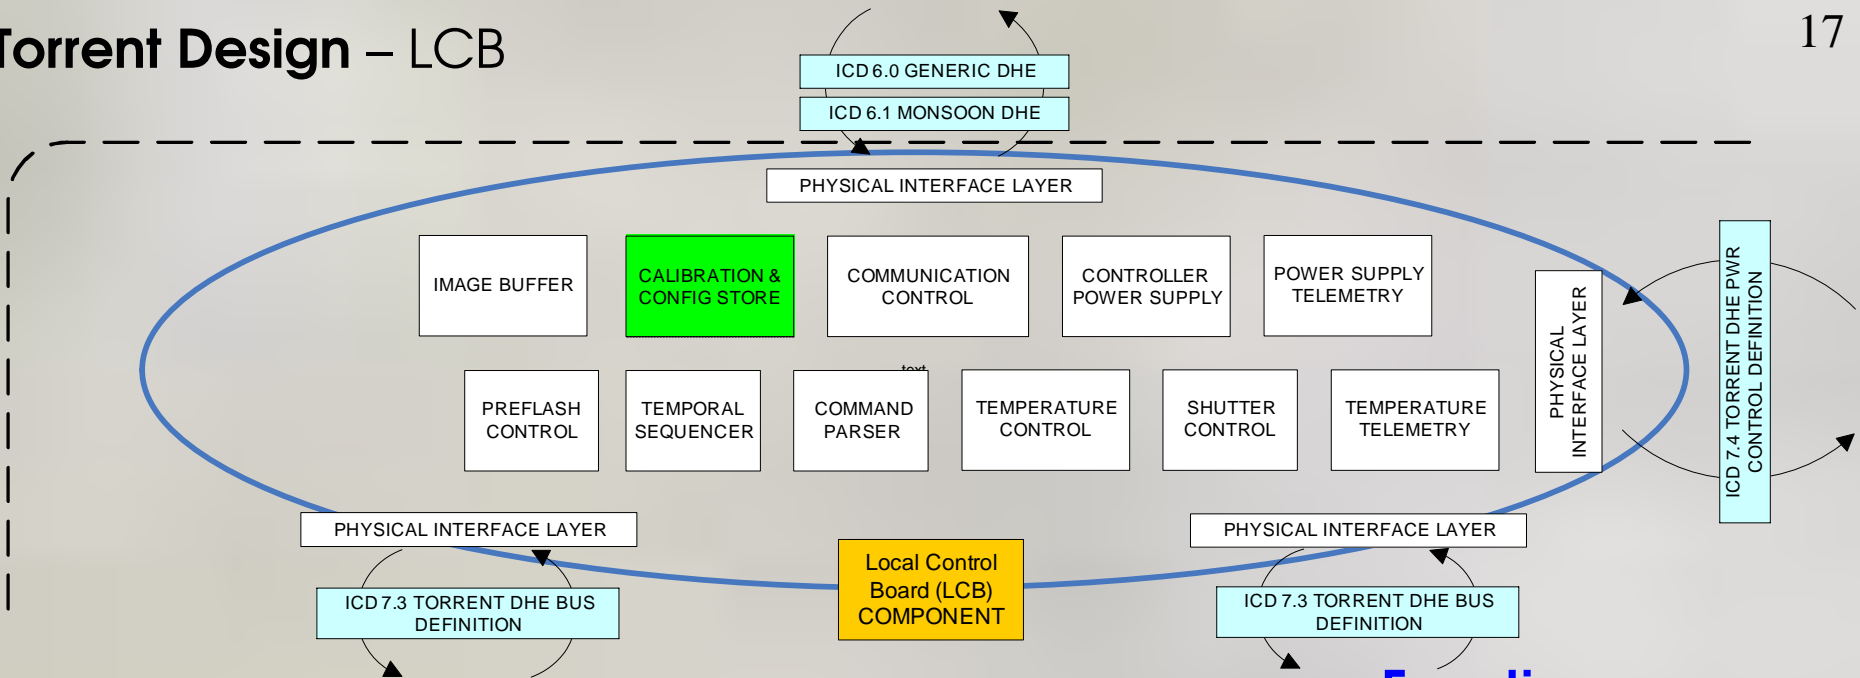 Torrent Design – LCB
17
ICD 6.0 GENERIC DHE
ICD 6.1 MONSOON DHE
PHYSICAL INTERFACE LAYER
IMAGE BUFFER
CALIBRATION &
CONFIG STORE
COMMUNICATION
CONTROL
CONTROLLER
POWER SUPPLY
POWER SUPPLY
TELEMETRY
PHYSICAL
INTERFACE LAYER
ICD 7.4 TORRENT DHE PWR
CONTROL DEFINITION
text
PREFLASH
CONTROL
TEMPORAL
SEQUENCER
COMMAND
PARSER
TEMPERATURE
CONTROL
SHUTTER
CONTROL
TEMPERATURE
TELEMETRY
PHYSICAL INTERFACE LAYER
PHYSICAL INTERFACE LAYER
Local Control
Board (LCB)
COMPONENT
ICD 7.3 TORRENT DHE BUS
DEFINITION
ICD 7.3 TORRENT DHE BUS
DEFINITION